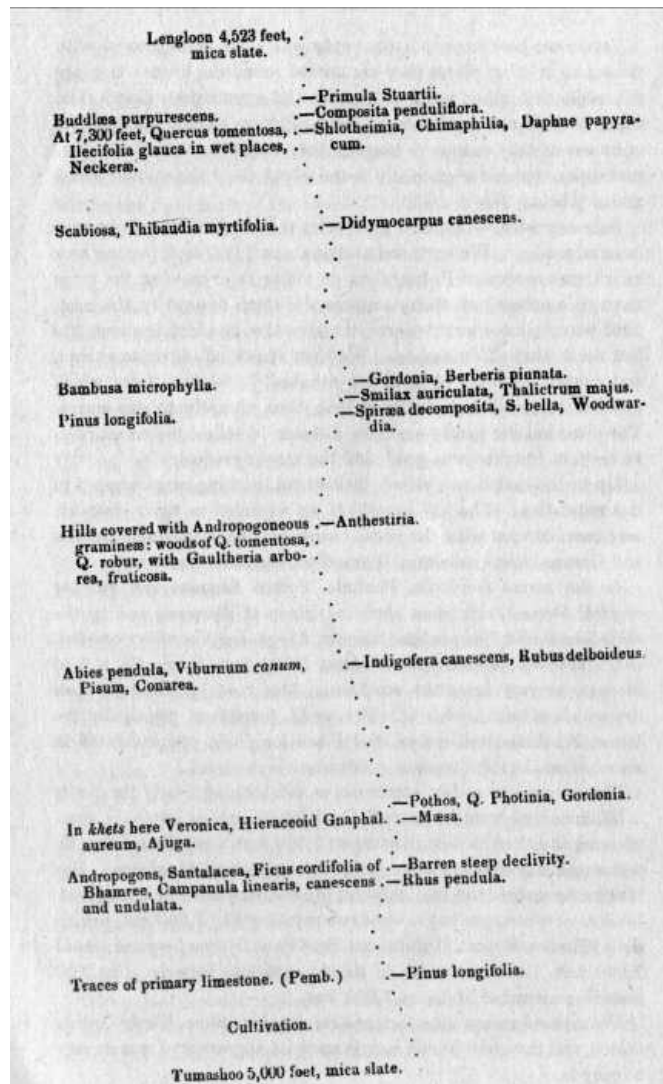 Lengloon 4,523 feet,
mica slate.
—Primula Stuartii.
Buddlæa purpurescens. —Composita penduliflora.
At 7,300 feet, Quercus tomentosa, —Shlotheimia, Chimaphilia, Daphne papyra-
Ilecifolia glauca in wet places, cum.
Neckeræ.
Scabiosa, Thibaudia myrtifolia. —Didymocarpus canescens.
—Gordonia, Berberis piunata.
Bambusa microphylla. —Smilax auriculata, Thalictrum majus.
Pinus longifolia. —Spiræa decomposita, S. bella, Woodwar-
dia.
Hills covered with Andropogoneous —Anthestiria.
gramineæ: woods of Q. tomentosa,
Q. robur, with Gaultheria arbo-
rea, fruticosa.
Abies pendula, Viburnum canum, —Indigofera canescens, Rubus delboideus.
Pisum, Conarea.
—Pothos, Q. Photinia, Gordonia.
In khets here Veronica, Hieraceoid Gnaphal. —Mæsa.
aureum, Ajuga.
Andropogons, Santalacea, Ficus cordifolia of —Barren steep declivity.
Bhamree, Campanula linearis, canescens —Rhus pendula.
and undulata.
Traces of primary limestone. (Pemb.) —Pinus longifolia.
Cultivation.
Tumashoo 5,000 feet, mica slate.